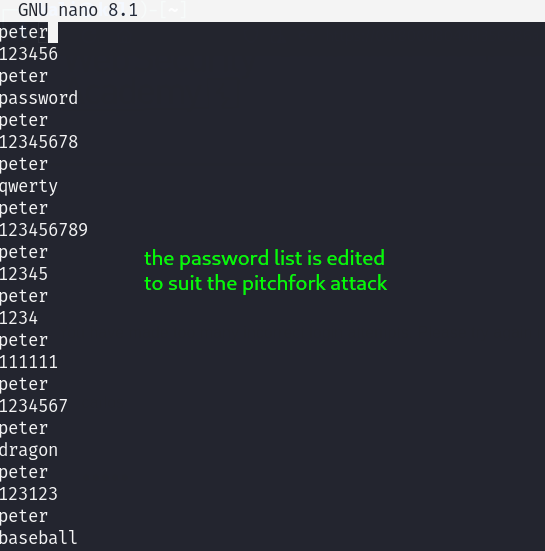 GNU nano 8.1
peter
123456
peter
password
peter
12345678
peter
qwerty
peter
123456789
peter
12345
peter
1234
peter
111111
peter
1234567
peter
dragon
peter
123123
peter
baseball
the password list is edited
to suit the pitchfork attack